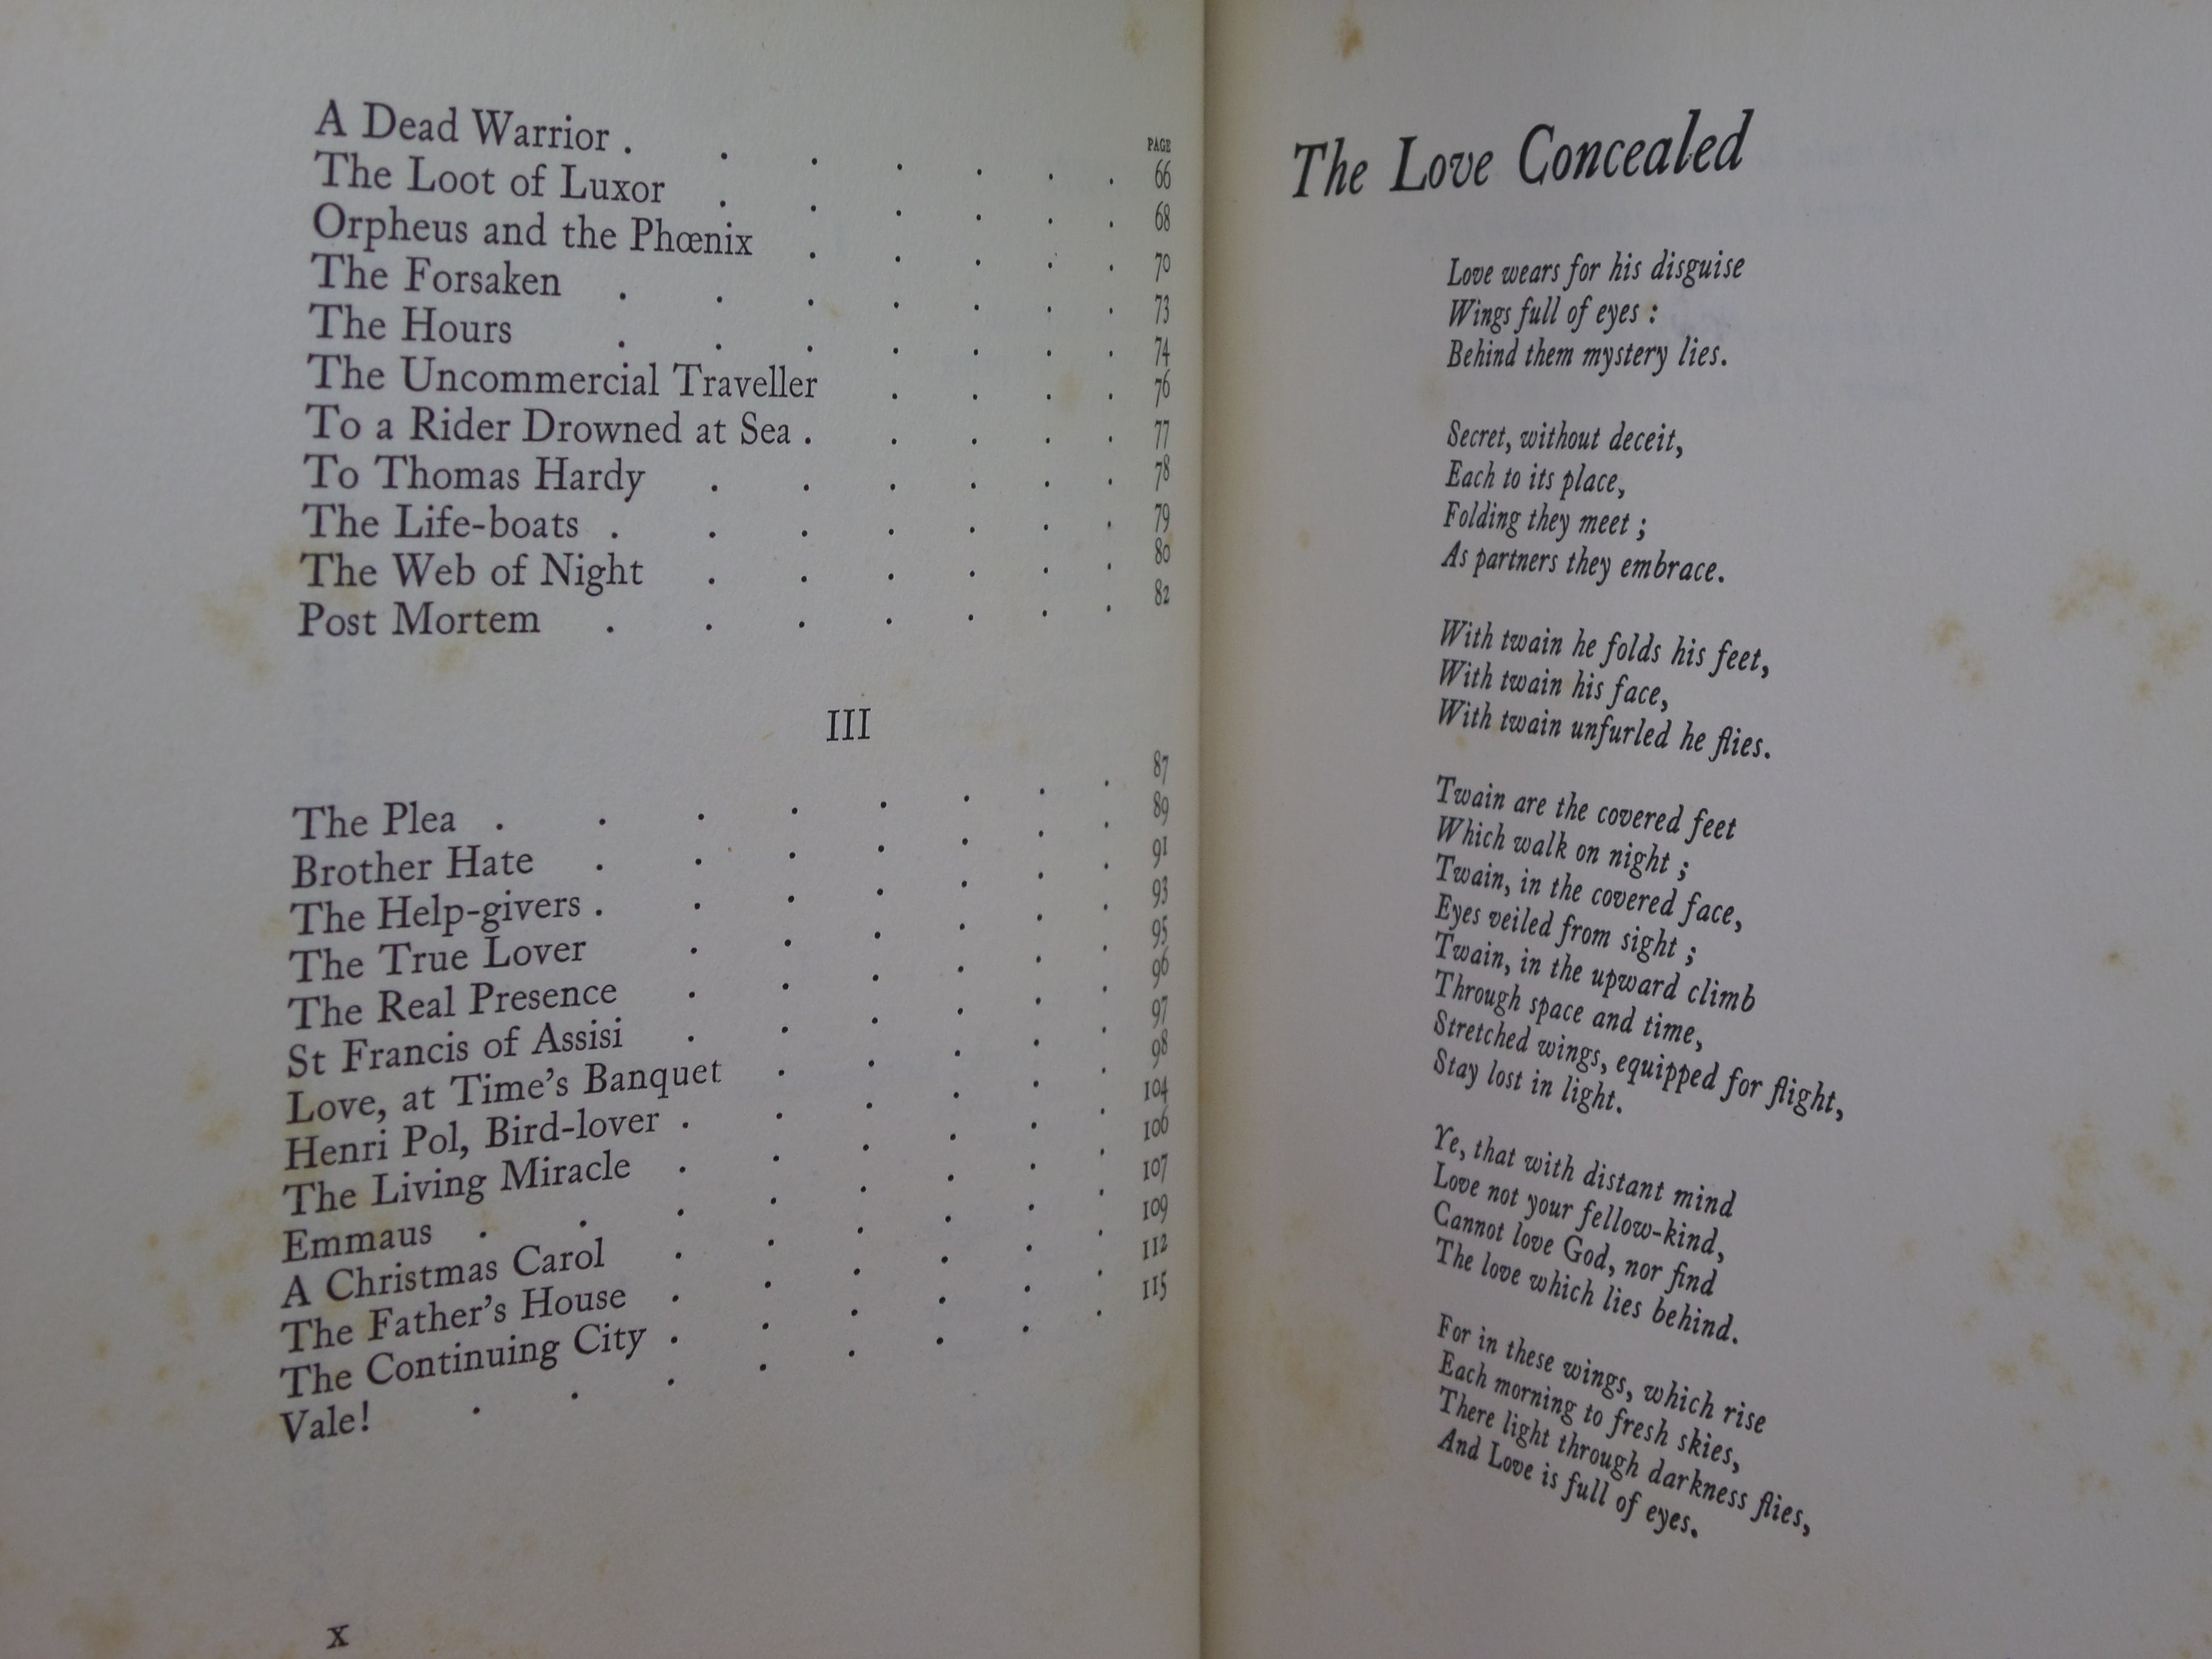 PAGE
A Dead Warrior . . . . . . . 66
The Loot of Luxor . . . . . . 68
Orpheus and the Phœnix . . . . . 70
The Forsaken . . . . . . . 73
The Hours . . . . . . . 74
The Uncommercial Traveller . . . . 76
To a Rider Drowned at Sea . . . . . 77
To Thomas Hardy . . . . . . 78
The Life-boats . . . . . . . 79
The Web of Night . . . . . . 80
Post Mortem . . . . . . . 82
III
The Plea . . . . . . . . 87
Brother Hate . . . . . . . 89
The Help-givers . . . . . . . 91
The True Lover . . . . . . 93
The Real Presence . . . . . . 95
St Francis of Assisi . . . . . . 96
Love, at Time's Banquet . . . . . 97
Henri Pol, Bird-lover . . . . . . 98
The Living Miracle . . . . . . 104
Emmaus . . . . . . . . 106
A Christmas Carol . . . . . . 107
The Father's House . . . . . . 109
The Continuing City . . . . . . 112
Vale! . . . . . . . . 115
x
The Love Concealed
Love wears for his disguise
Wings full of eyes :
Behind them mystery lies.
Secret, without deceit,
Each to its place,
Folding they meet ;
As partners they embrace.
With twain he folds his feet,
With twain his face,
With twain unfurled he flies.
Twain are the covered feet
Which walk on night ;
Twain, in the covered face,
Eyes veiled from sight ;
Twain, in the upward climb
Through space and time,
Stretched wings, equipped for flight,
Stay lost in light.
Ye, that with distant mind
Love not your fellow-kind,
Cannot love God, nor find
The love which lies behind.
For in these wings, which rise
Each morning to fresh skies,
There light through darkness flies,
And Love is full of eyes.